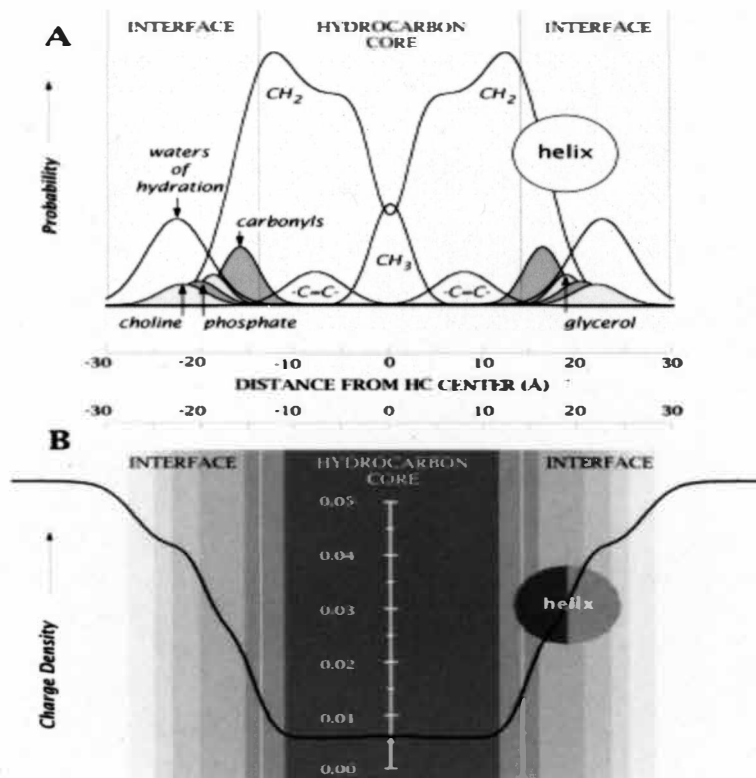 A
INTERFACE
HYDROCARBON
CORE
INTERFACE
CH2
CH2
helix
waters
of
hydration
carbonyls
CH3
-C=C-
-C=C-
choline
phosphate
glycerol
Probability
-30
-20
-10
0
10
20
30
DISTANCE FROM HC CENTER (Å)
-30
-20
-10
0
10
20
30
B
INTERFACE
HYDROCARBON
CORE
INTERFACE
0.05
0.04
0.03
0.02
0.01
0.00
helix
Charge Density